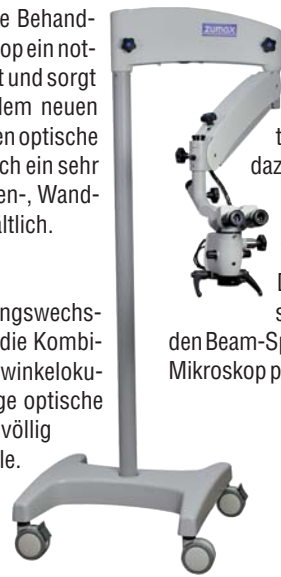 e Behand-
op ein not-
t und sorgt
dem neuen
en optische
ch ein sehr
en-, Wand-
ltlich.
ngswechs-
die Kombi-
winkeloku-
ge optische
völlig
le.
zumax
t
daz
D
s
den Beam-Sp
Mikroskop p